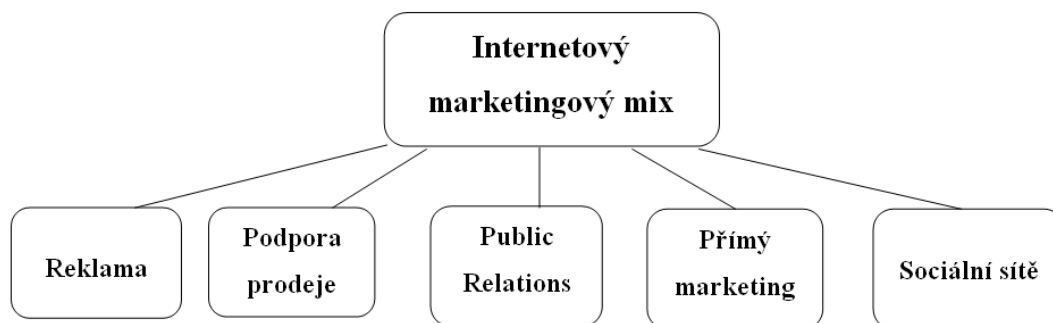 Internetový
marketingový mix
Reklama
Podpora
prodeje
Public
Relations
Přímý
marketing
Sociální sítě